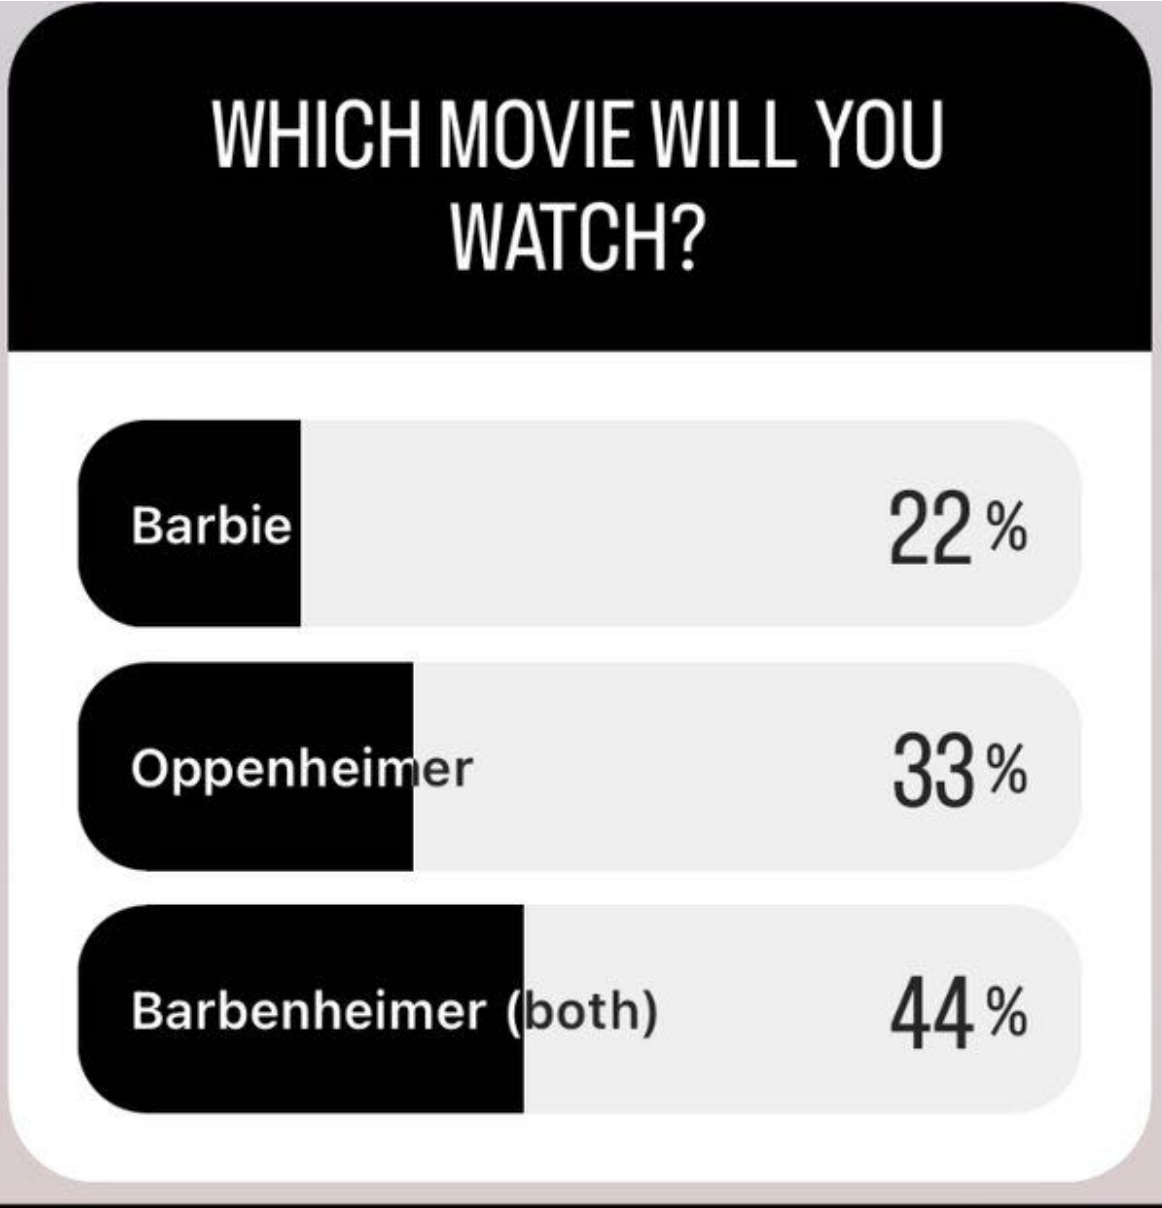 WHICH MOVIE WILL YOU
WATCH?
Barbie 22%
Oppenheimer 33%
Barbenheimer (both) 44%